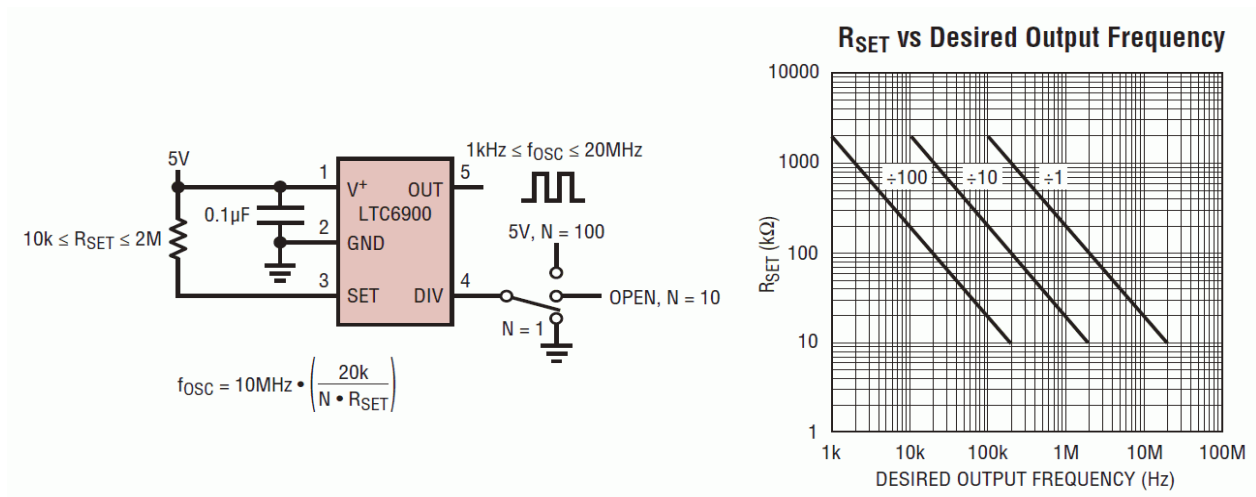 5V
0.1µF
10k ≤ RSET ≤ 2M
1
2
3
V+
GND
SET
OUT
LTC6900
DIV
5
4
1kHz ≤ fOSC ≤ 20MHz
5V, N = 100
OPEN, N = 10
N = 1
fOSC = 10MHz • (20k / N • RSET)
RSET vs Desired Output Frequency
10000
1000
100
10
1
RSET (kΩ)
÷100
÷10
÷1
1k
10k
100k
1M
10M
100M
DESIRED OUTPUT FREQUENCY (Hz)